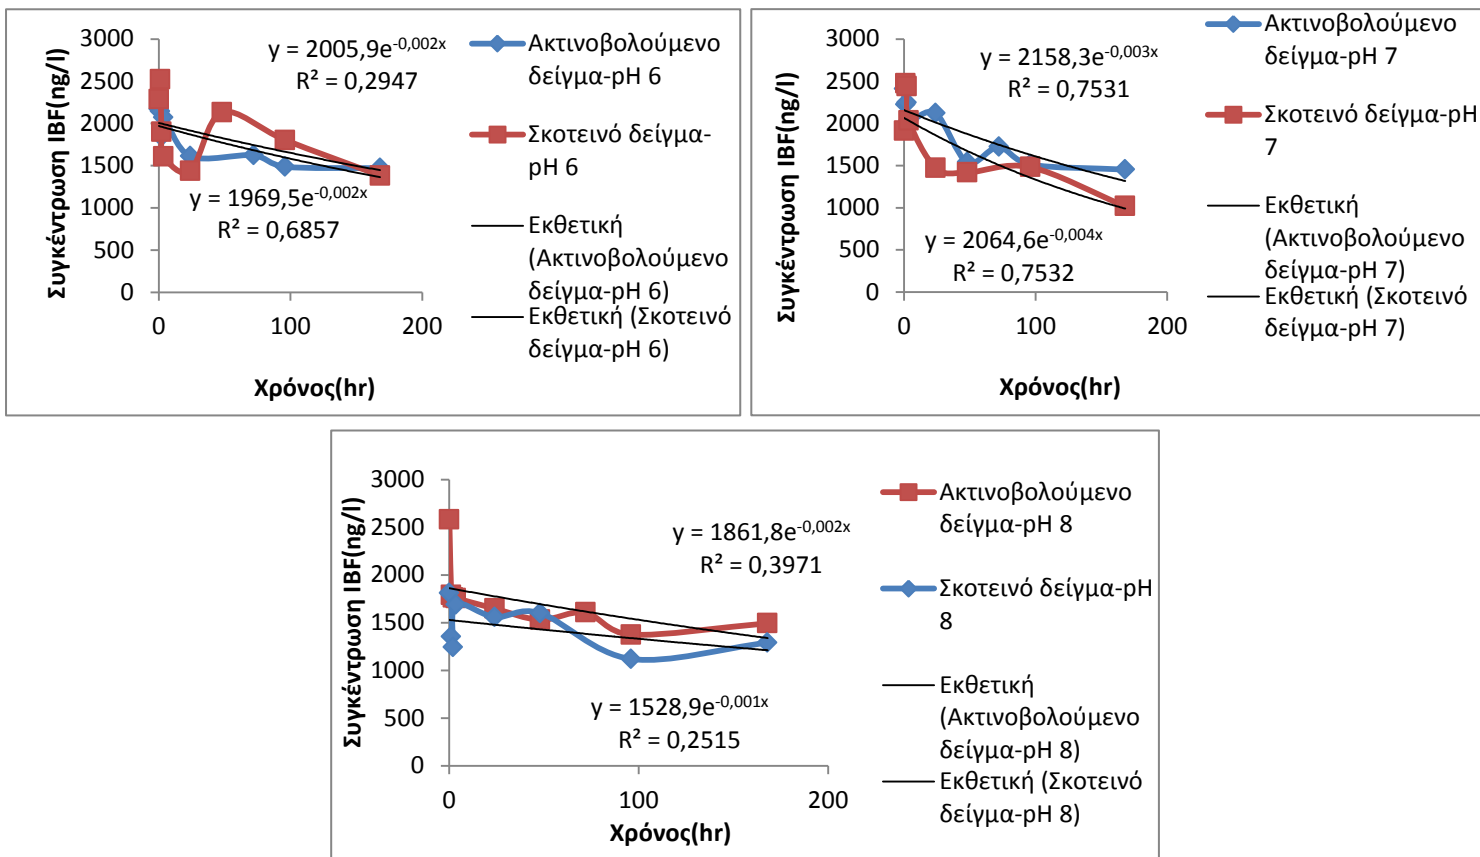 Συγκέντρωση IBF(ng/l)
3000
2500
2000
1500
1000
500
0
y = 2005,9e-0,002x
R² = 0,2947
y = 1969,5e-0,002x
R² = 0,6857
0
100
200
Χρόνος(hr)
Ακτινοβολούμενο
δείγμα-pH 6
Σκοτεινό δείγμα-
pH 6
Εκθετική
(Ακτινοβολούμενο
δείγμα-pH 6)
Εκθετική (Σκοτεινό
δείγμα-pH 6)
Συγκέντρωση IBF(ng/l)
3000
2500
2000
1500
1000
500
0
y = 2158,3e-0,003x
R² = 0,7531
y = 2064,6e-0,004x
R² = 0,7532
0
100
200
Χρόνος(hr)
Ακτινοβολούμενο
δείγμα-pH 7
Σκοτεινό δείγμα-pH
7
Εκθετική
(Ακτινοβολούμενο
δείγμα-pH 7)
Εκθετική (Σκοτεινό
δείγμα-pH 7)
Συγκέντρωση IBF(ng/l)
3000
2500
2000
1500
1000
500
0
y = 1861,8e-0,002x
R² = 0,3971
y = 1528,9e-0,001x
R² = 0,2515
0
100
200
Χρόνος(hr)
Ακτινοβολούμενο
δείγμα-pH 8
Σκοτεινό δείγμα-pH
8
Εκθετική
(Ακτινοβολούμενο
δείγμα-pH 8)
Εκθετική (Σκοτεινό
δείγμα-pH 8)